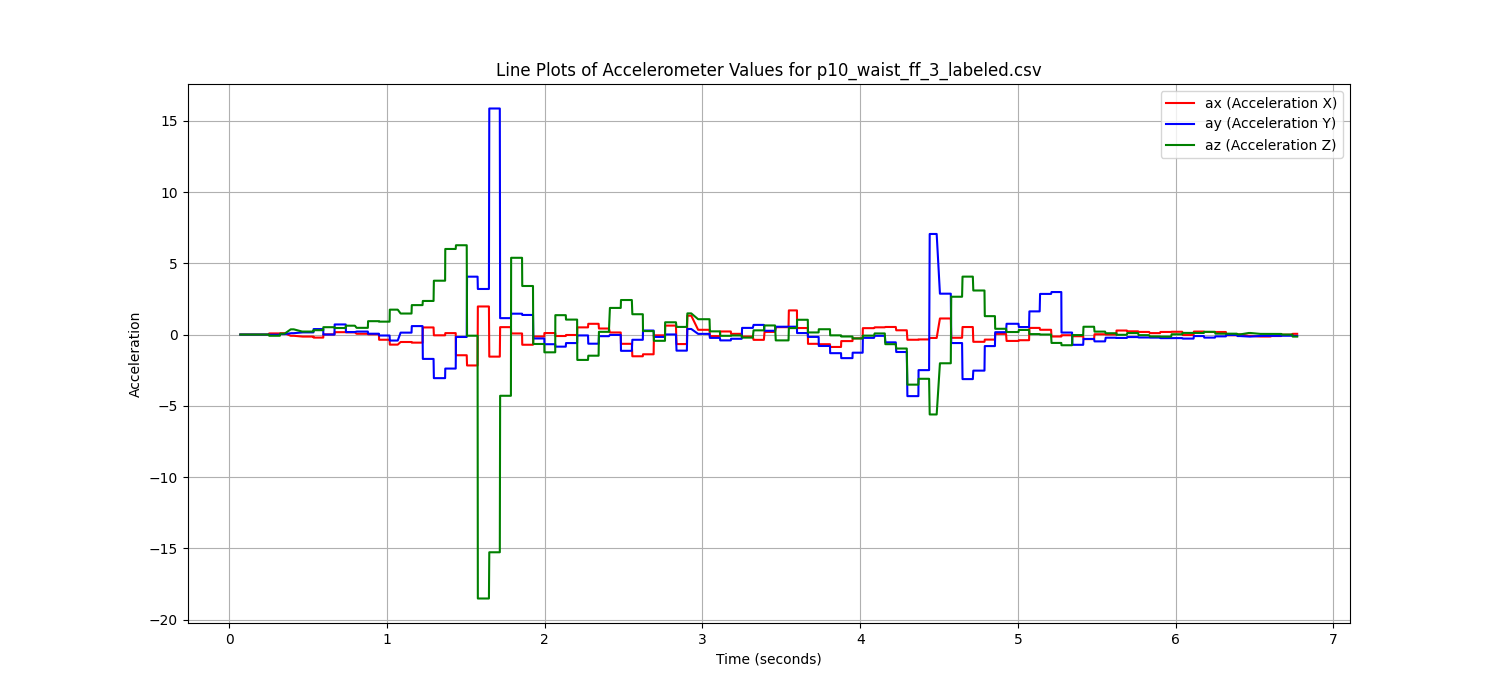 Line Plots of Accelerometer Values for p10_waist_ff_3_labeled.csv
ax (Acceleration X)
ay (Acceleration Y)
az (Acceleration Z)
Acceleration
15
10
5
0
−5
−10
−15
−20
0 1 2 3 4 5 6 7
Time (seconds)